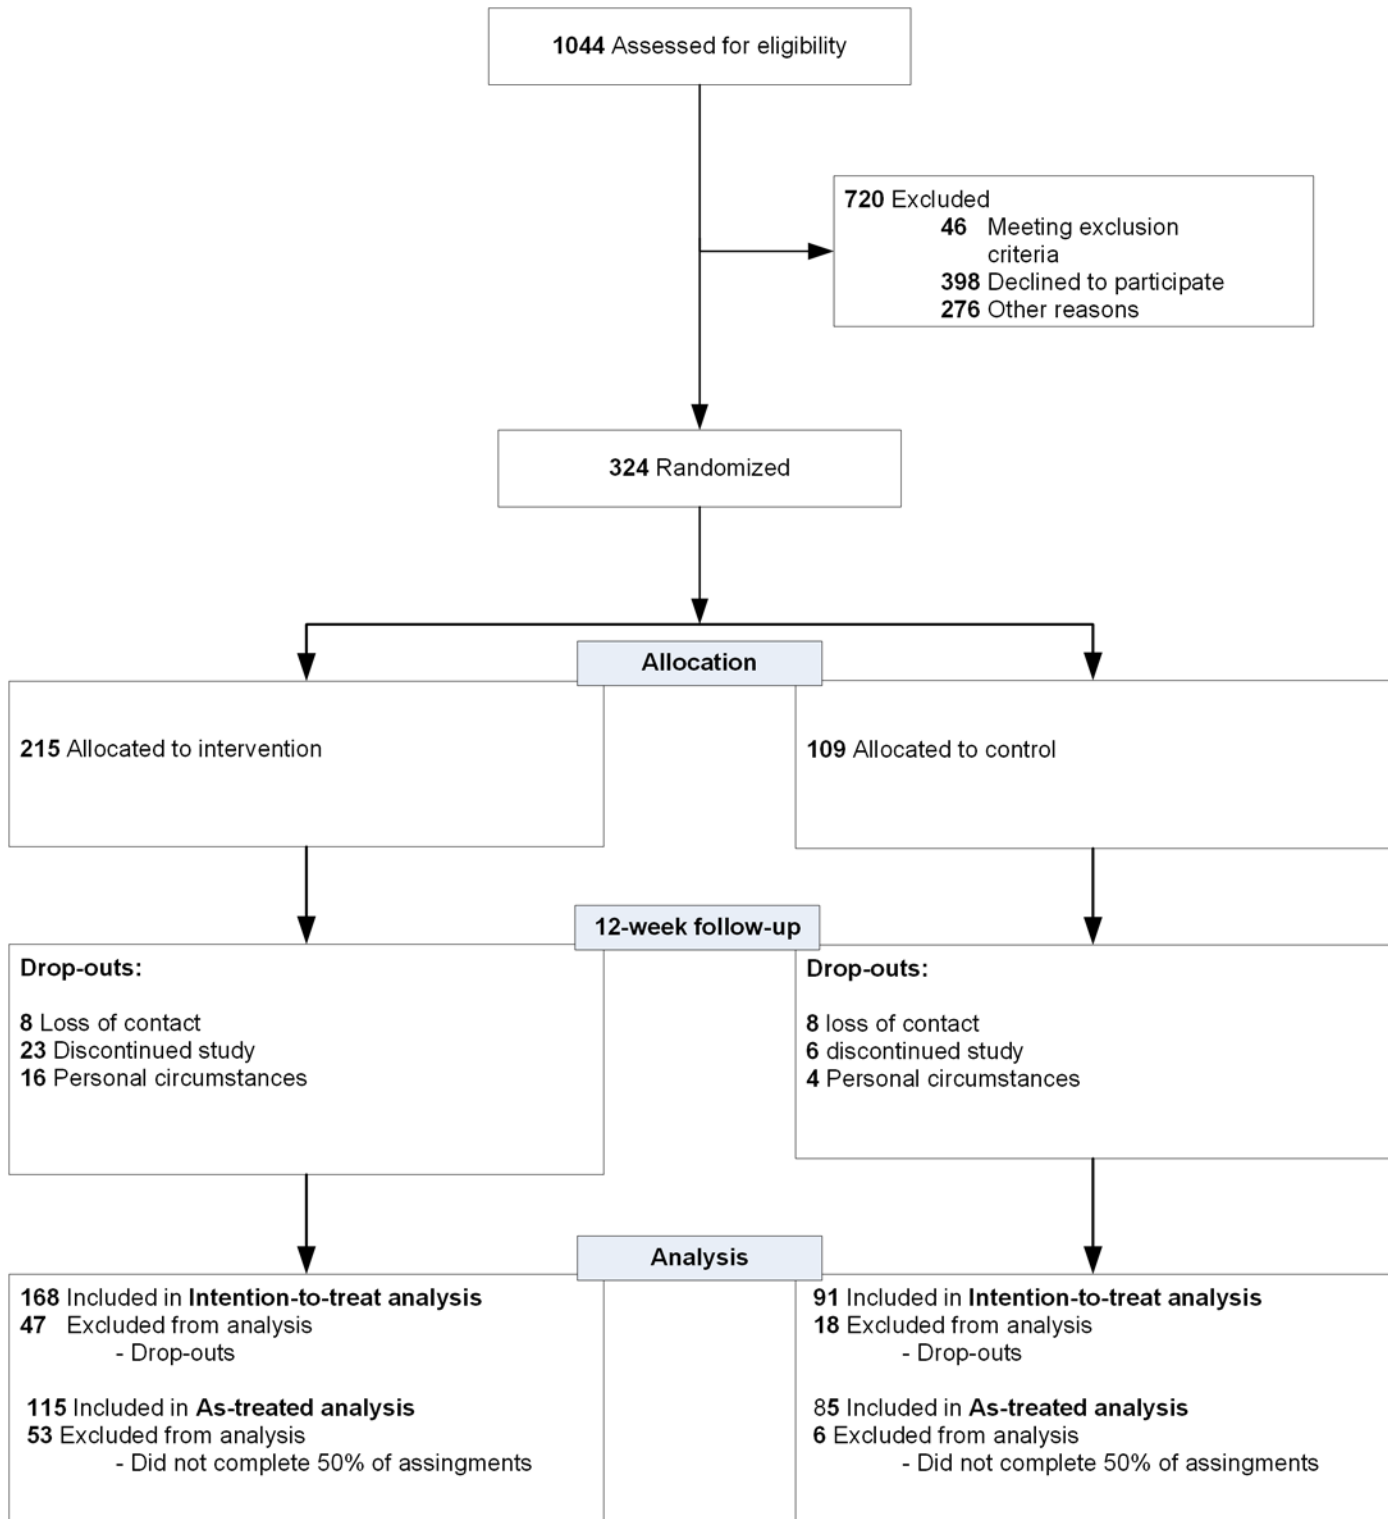 1044 Assessed for eligibility
720 Excluded
46 Meeting exclusion
criteria
398 Declined to participate
276 Other reasons
324 Randomized
Allocation
215 Allocated to intervention
109 Allocated to control
12-week follow-up
Drop-outs:
8 Loss of contact
23 Discontinued study
16 Personal circumstances
Drop-outs:
8 loss of contact
6 discontinued study
4 Personal circumstances
Analysis
168 Included in Intention-to-treat analysis
47 Excluded from analysis
- Drop-outs
115 Included in As-treated analysis
53 Excluded from analysis
- Did not complete 50% of assingments
91 Included in Intention-to-treat analysis
18 Excluded from analysis
- Drop-outs
85 Included in As-treated analysis
6 Excluded from analysis
- Did not complete 50% of assingments